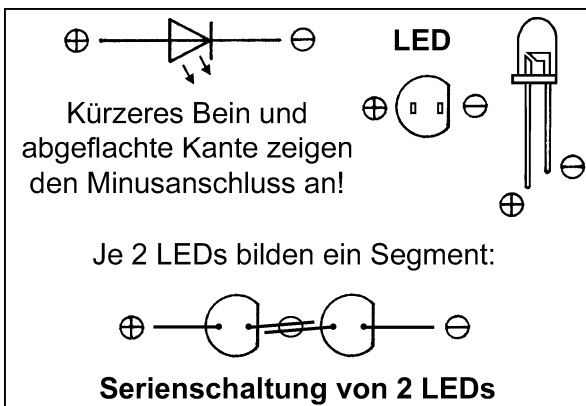 LED
Kürzeres Bein und
abgeflachte Kante zeigen
den Minusanschluss an!
Je 2 LEDs bilden ein Segment:
Serienschaltung von 2 LEDs